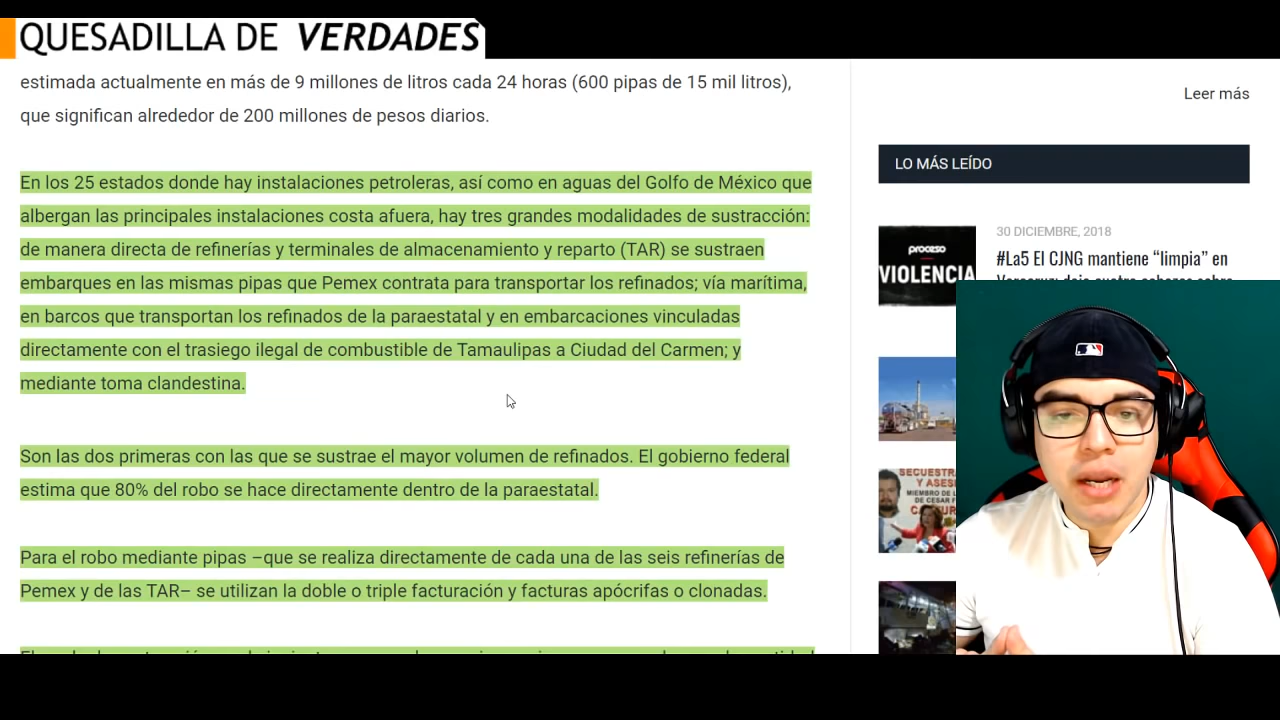 QUESADILLA DE VERDADES
estimada actualmente en más de 9 millones de litros cada 24 horas (600 pipas de 15 mil litros),
que significan alrededor de 200 millones de pesos diarios.
En los 25 estados donde hay instalaciones petroleras, así como en aguas del Golfo de México que
albergan las principales instalaciones costa afuera, hay tres grandes modalidades de sustracción:
de manera directa de refinerías y terminales de almacenamiento y reparto (TAR) se sustraen
embarques en las mismas pipas que Pemex contrata para transportar los refinados; vía marítima,
en barcos que transportan los refinados de la paraestatal y en embarcaciones vinculadas
directamente con el trasiego ilegal de combustible de Tamaulipas a Ciudad del Carmen; y
mediante toma clandestina.
Son las dos primeras con las que se sustrae el mayor volumen de refinados. El gobierno federal
estima que 80% del robo se hace directamente dentro de la paraestatal.
Para el robo mediante pipas –que se realiza directamente de cada una de las seis refinerías de
Pemex y de las TAR– se utilizan la doble o triple facturación y facturas apócrifas o clonadas.
Leer más
LO MÁS LEÍDO
proceso
VIOLENCIA
30 DICIEMBRE, 2018
#La5 El CJNG mantiene “limpia” en
SECUESTRA
Y ASES
MIEMBRO DE L
DE CESAR F